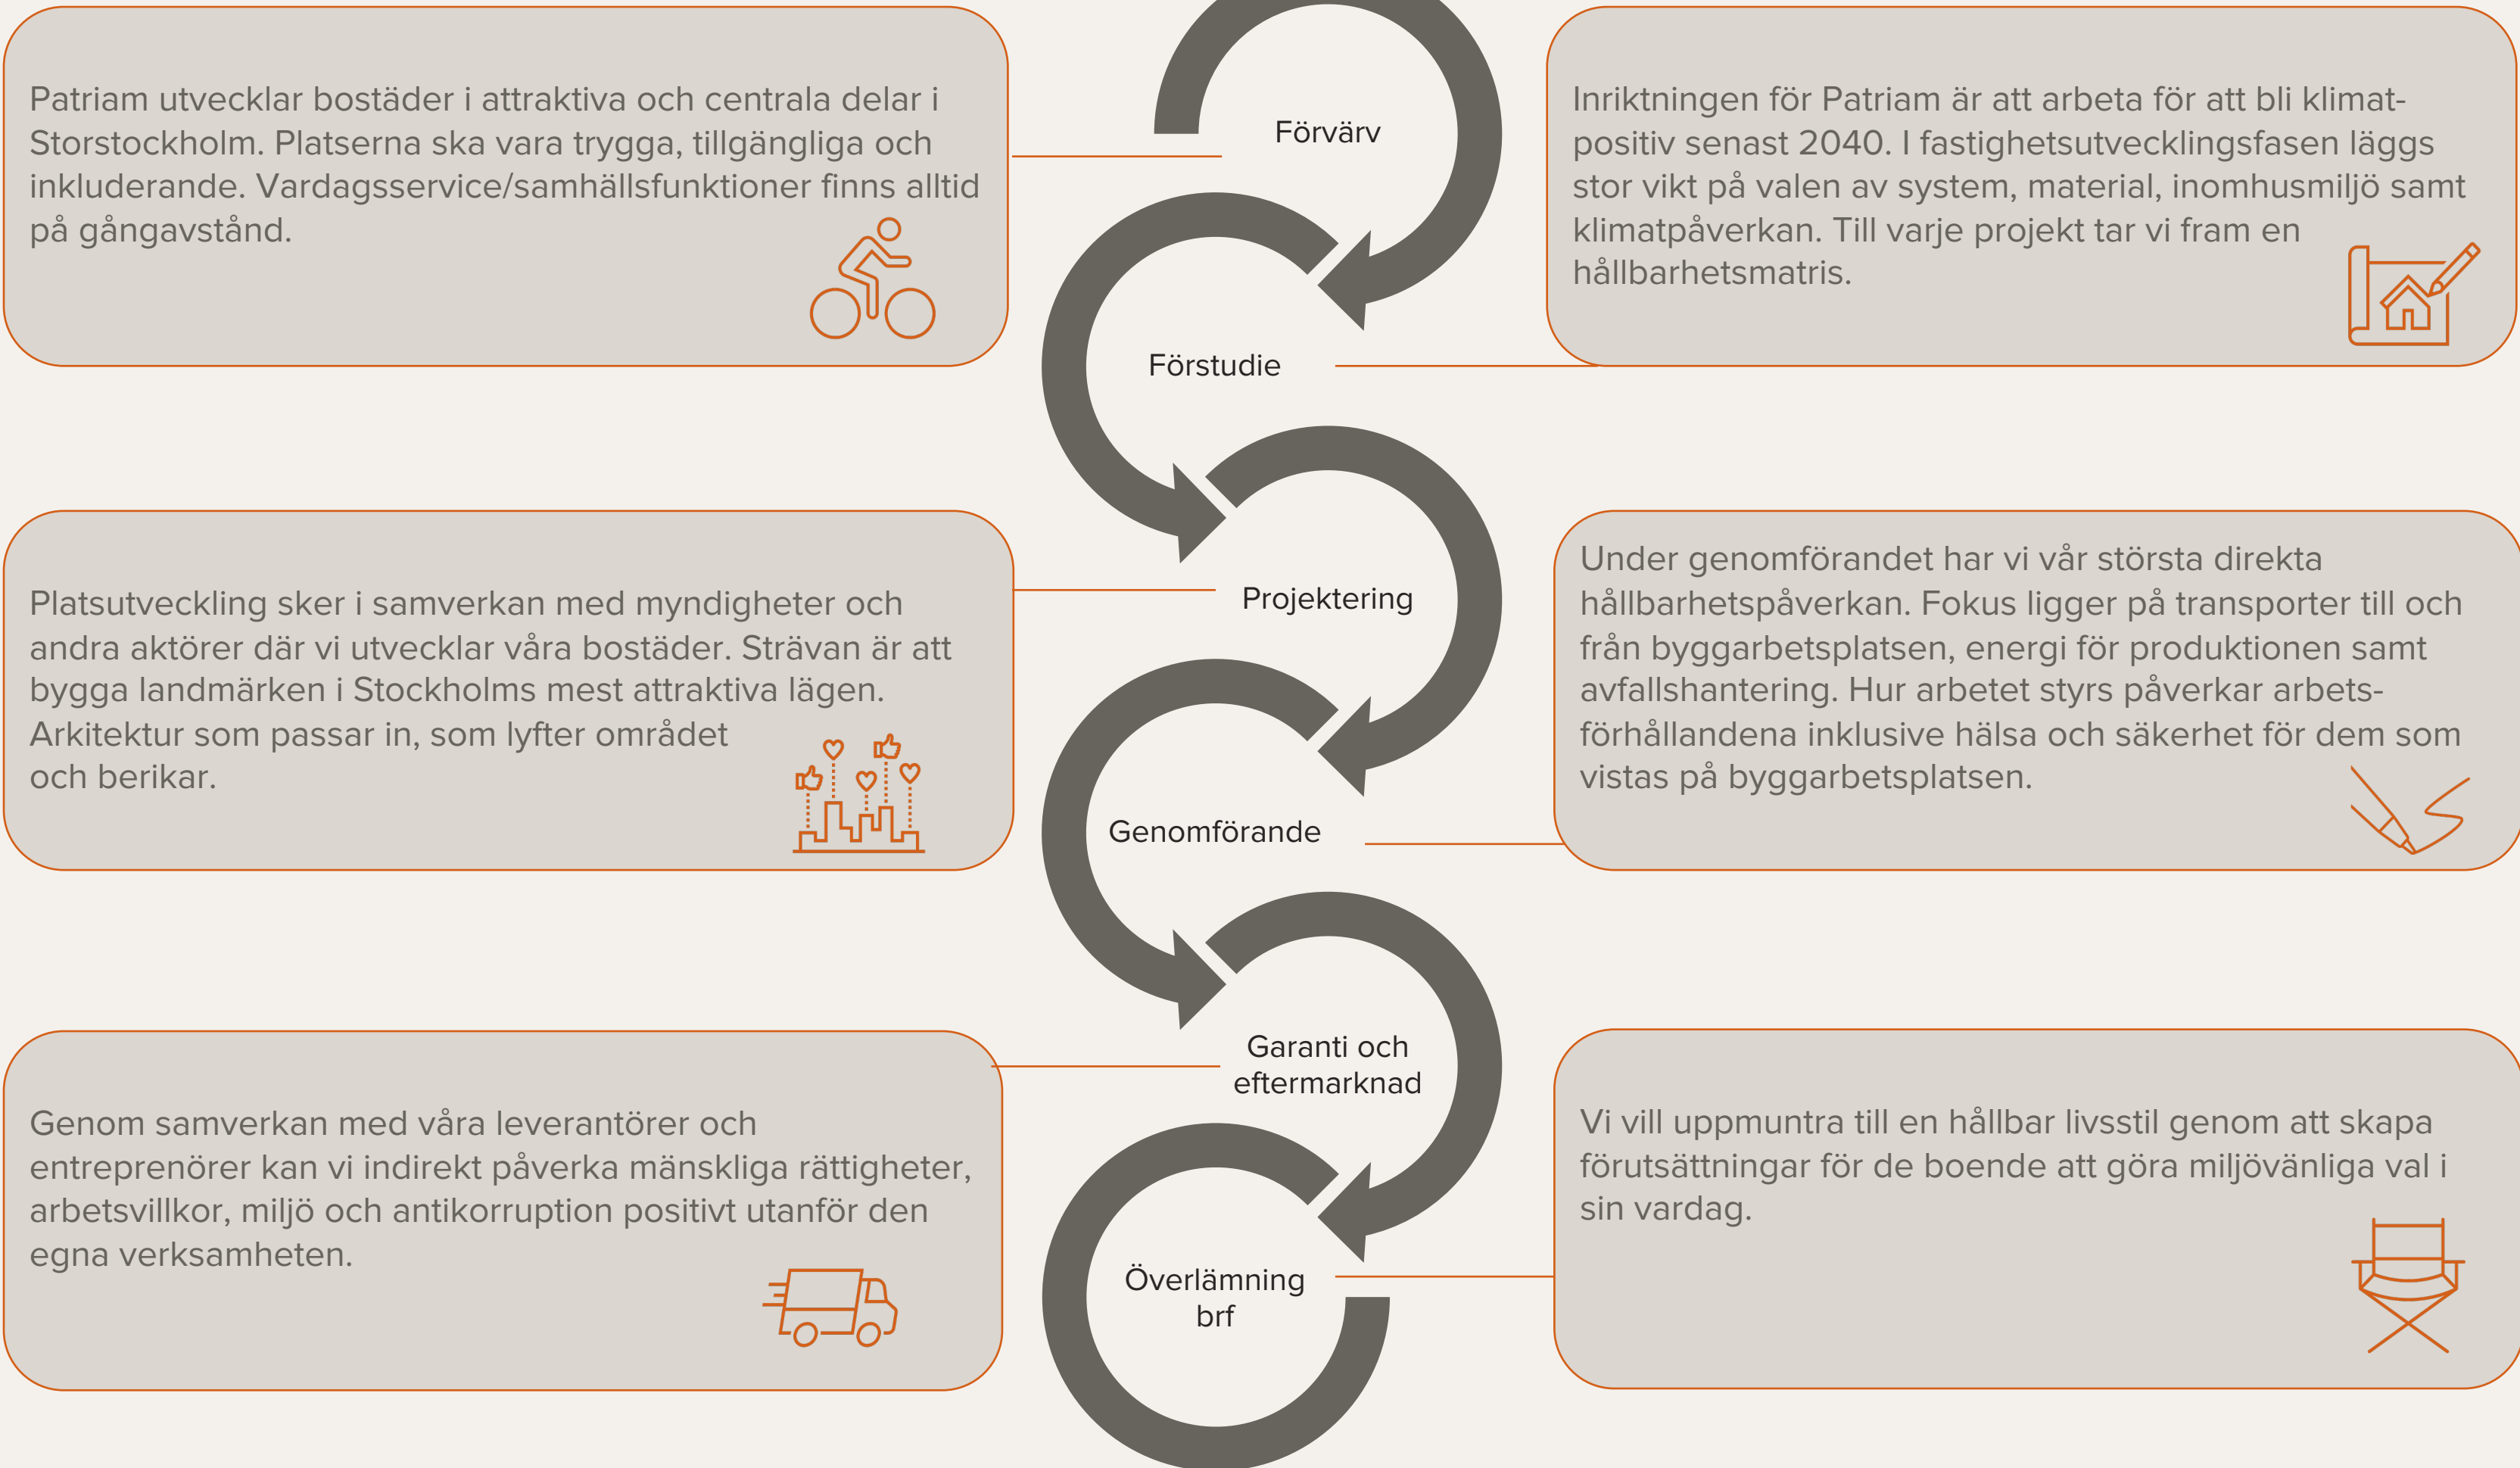 Patriam utvecklar bostäder i attraktiva och centrala delar i
Storstockholm. Platserna ska vara trygga, tillgängliga och
inkluderande. Vardagsservice/samhällsfunktioner finns alltid
på gångavstånd.
Förvärv
Inriktningen för Patriam är att arbeta för att bli klimat-
positiv senast 2040. I fastighetsutvecklingsfasen läggs
stor vikt på valen av system, material, inomhusmiljö samt
klimatpåverkan. Till varje projekt tar vi fram en
hållbarhetsmatris.
Förstudie
Platsutveckling sker i samverkan med myndigheter och
andra aktörer där vi utvecklar våra bostäder. Strävan är att
bygga landmärken i Stockholms mest attraktiva lägen.
Arkitektur som passar in, som lyfter området
och berikar.
Projektering
Under genomförandet har vi vår största direkta
hållbarhetspåverkan. Fokus ligger på transporter till och
från byggarbetsplatsen, energi för produktionen samt
avfallshantering. Hur arbetet styrs påverkar arbets-
förhållandena inklusive hälsa och säkerhet för dem som
vistas på byggarbetsplatsen.
Genomförande
Genom samverkan med våra leverantörer och
entreprenörer kan vi indirekt påverka mänskliga rättigheter,
arbetsvillkor, miljö och antikorruption positivt utanför den
egna verksamheten.
Garanti och
eftermarknad
Vi vill uppmuntra till en hållbar livsstil genom att skapa
förutsättningar för de boende att göra miljövänliga val i
sin vardag.
Överlämning
brf